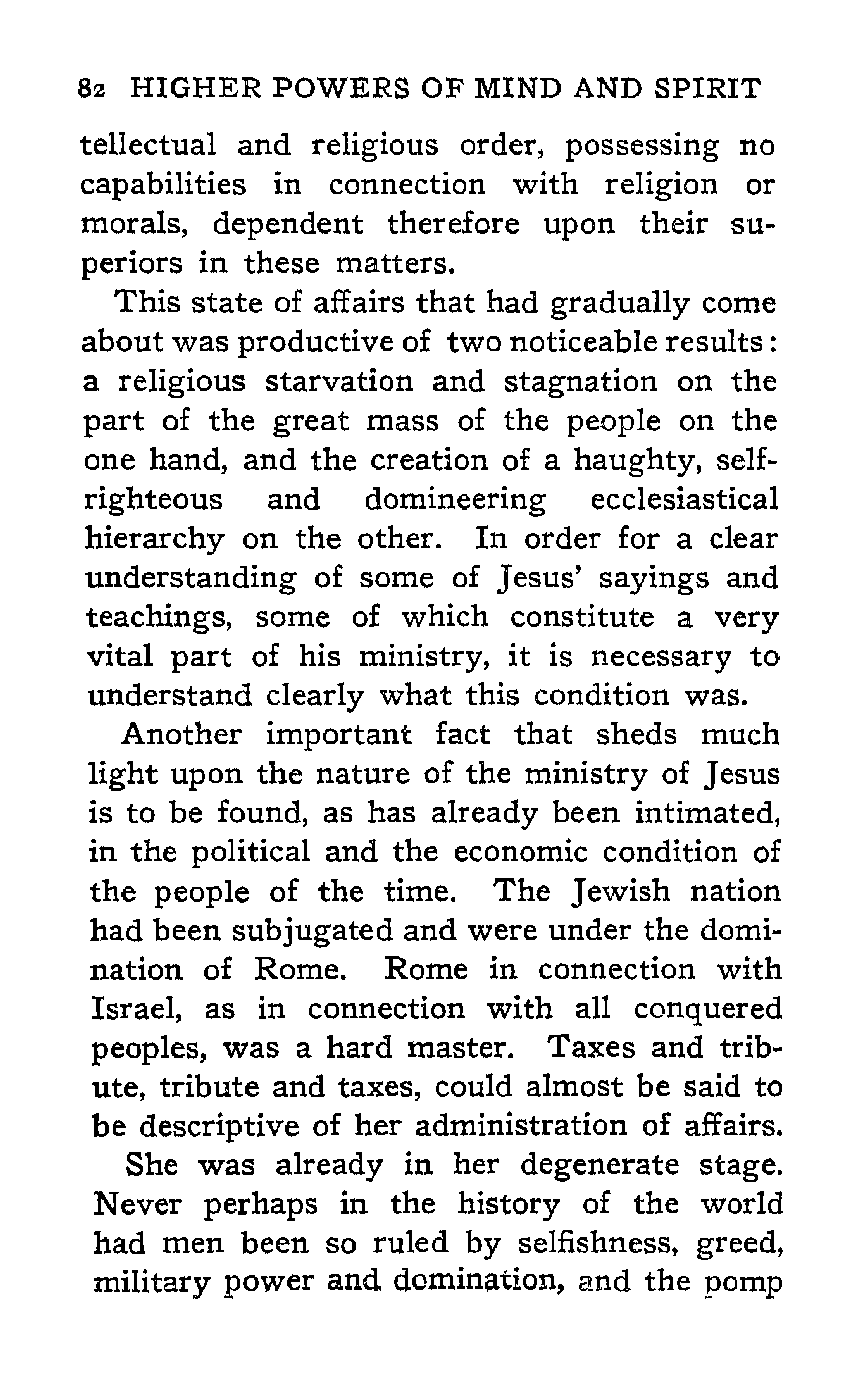 82 HIGHER POWERS OF MIND AND SPIRIT
tellectual and religious order, possessing no
capabilities in connection with religion or
morals, dependent therefore upon their su-
periors in these matters.
This state of affairs that had gradually come
about was productive of two noticeable results:
a religious starvation and stagnation on the
part of the great mass of the people on the
one hand, and the creation of a haughty, self-
righteous and domineering ecclesiastical
hierarchy on the other. In order for a clear
understanding of some of Jesus' sayings and
teachings, some of which constitute a very
vital part of his ministry, it is necessary to
understand clearly what this condition was.
Another important fact that sheds much
light upon the nature of the ministry of Jesus
is to be found, as has already been intimated,
in the political and the economic condition of
the people of the time. The Jewish nation
had been subjugated and were under the domi-
nation of Rome. Rome in connection with
Israel, as in connection with all conquered
peoples, was a hard master. Taxes and trib-
ute, tribute and taxes, could almost be said to
be descriptive of her administration of affairs.
She was already in her degenerate stage.
Never perhaps in the history of the world
had men been so ruled by selfishness, greed,
military power and domination, and the pomp